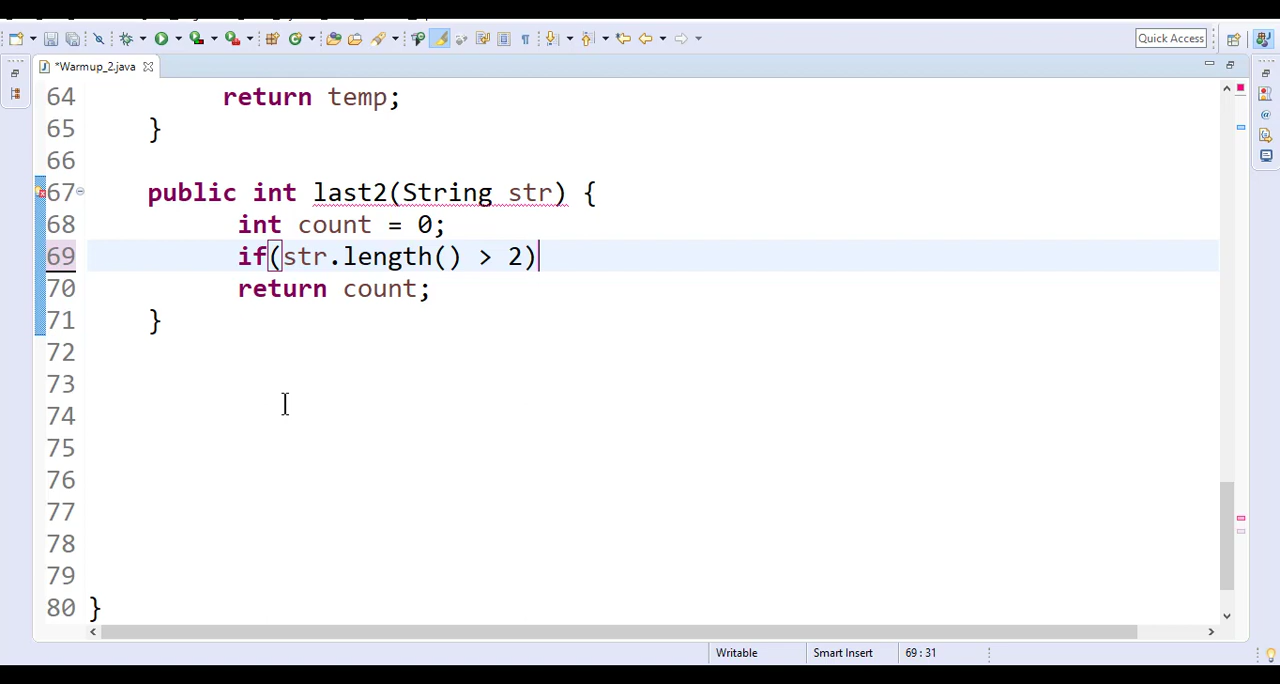 Quick Access
*Warmup_2.java
64 return temp;
65 }
66
67 public int last2(String str) {
68 int count = 0;
69 if(str.length() > 2)
70 return count;
71 }
72
73
74
75
76
77
78
79
80 }
Writable Smart Insert 69 : 31